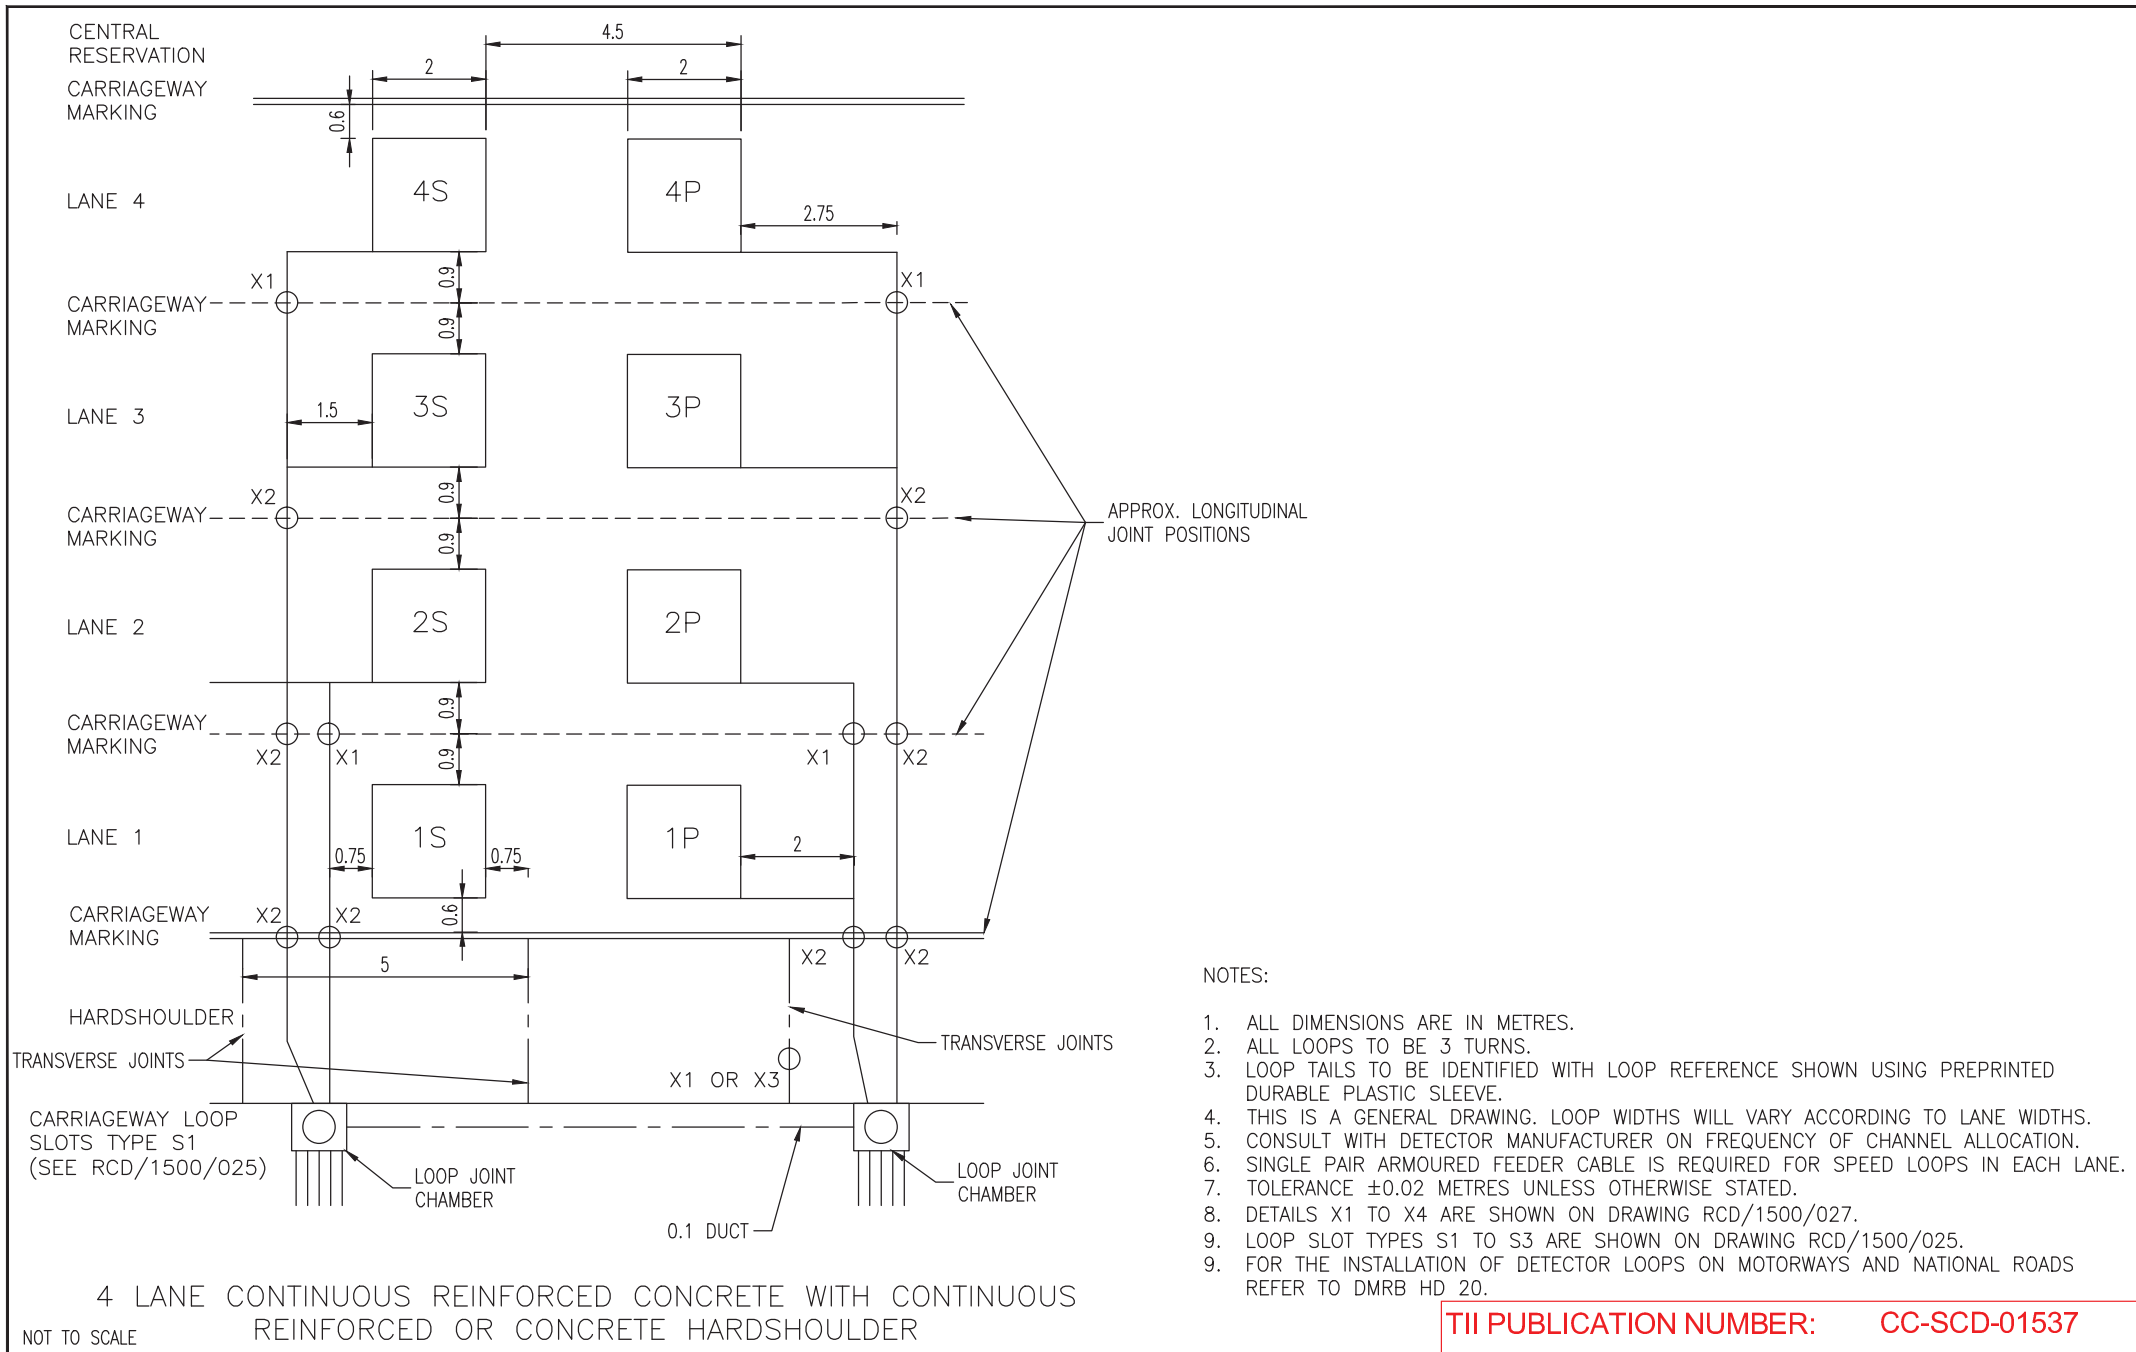 CENTRAL
RESERVATION
CARRIAGEWAY
MARKING
4.5
2
2
0.6
LANE 4
4S
4P
2.75
0.9
X1
X1
CARRIAGEWAY
MARKING
0.9
LANE 3
1.5
3S
3P
0.9
X2
X2
CARRIAGEWAY
MARKING
APPROX. LONGITUDINAL
JOINT POSITIONS
0.9
LANE 2
2S
2P
0.9
CARRIAGEWAY
MARKING
X2
X1
X1
X2
0.9
LANE 1
1S
1P
0.75
0.75
2
0.6
CARRIAGEWAY
MARKING
X2
X2
X2
X2
5
HARDSHOULDER
TRANSVERSE JOINTS
TRANSVERSE JOINTS
X1 OR X3
CARRIAGEWAY LOOP
SLOTS TYPE S1
(SEE RCD/1500/025)
LOOP JOINT
CHAMBER
LOOP JOINT
CHAMBER
0.1 DUCT
4 LANE CONTINUOUS REINFORCED CONCRETE WITH CONTINUOUS
REINFORCED OR CONCRETE HARDSHOULDER
NOT TO SCALE
NOTES:
1. ALL DIMENSIONS ARE IN METRES.
2. ALL LOOPS TO BE 3 TURNS.
3. LOOP TAILS TO BE IDENTIFIED WITH LOOP REFERENCE SHOWN USING PREPRINTED
DURABLE PLASTIC SLEEVE.
4. THIS IS A GENERAL DRAWING. LOOP WIDTHS WILL VARY ACCORDING TO LANE WIDTHS.
5. CONSULT WITH DETECTOR MANUFACTURER ON FREQUENCY OF CHANNEL ALLOCATION.
6. SINGLE PAIR ARMOURED FEEDER CABLE IS REQUIRED FOR SPEED LOOPS IN EACH LANE.
7. TOLERANCE ±0.02 METRES UNLESS OTHERWISE STATED.
8. DETAILS X1 TO X4 ARE SHOWN ON DRAWING RCD/1500/027.
9. LOOP SLOT TYPES S1 TO S3 ARE SHOWN ON DRAWING RCD/1500/025.
9. FOR THE INSTALLATION OF DETECTOR LOOPS ON MOTORWAYS AND NATIONAL ROADS
REFER TO DMRB HD 20.
TII PUBLICATION NUMBER: CC-SCD-01537